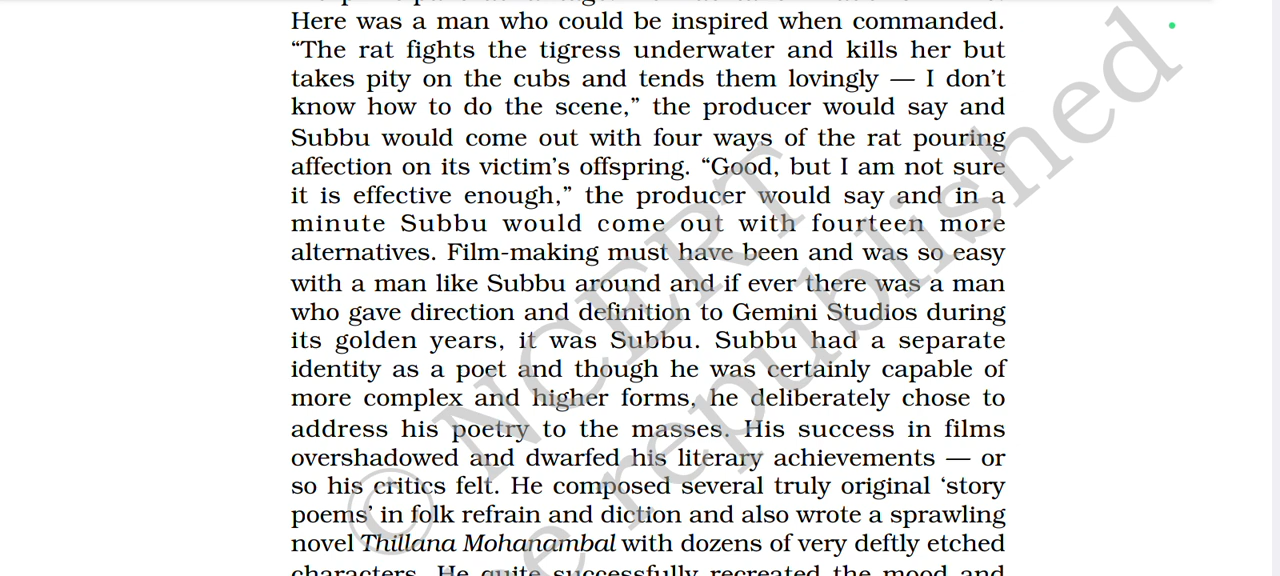 Here was a man who could be inspired when commanded.
“The rat fights the tigress underwater and kills her but
takes pity on the cubs and tends them lovingly — I don’t
know how to do the scene,” the producer would say and
Subbu would come out with four ways of the rat pouring
affection on its victim’s offspring. “Good, but I am not sure
it is effective enough,” the producer would say and in a
minute Subbu would come out with fourteen more
alternatives. Film-making must have been and was so easy
with a man like Subbu around and if ever there was a man
who gave direction and definition to Gemini Studios during
its golden years, it was Subbu. Subbu had a separate
identity as a poet and though he was certainly capable of
more complex and higher forms, he deliberately chose to
address his poetry to the masses. His success in films
overshadowed and dwarfed his literary achievements — or
so his critics felt. He composed several truly original ‘story
poems’ in folk refrain and diction and also wrote a sprawling
novel Thillana Mohanambal with dozens of very deftly etched
characters. He quite successfully recreated the mood and
© NCERT
republished